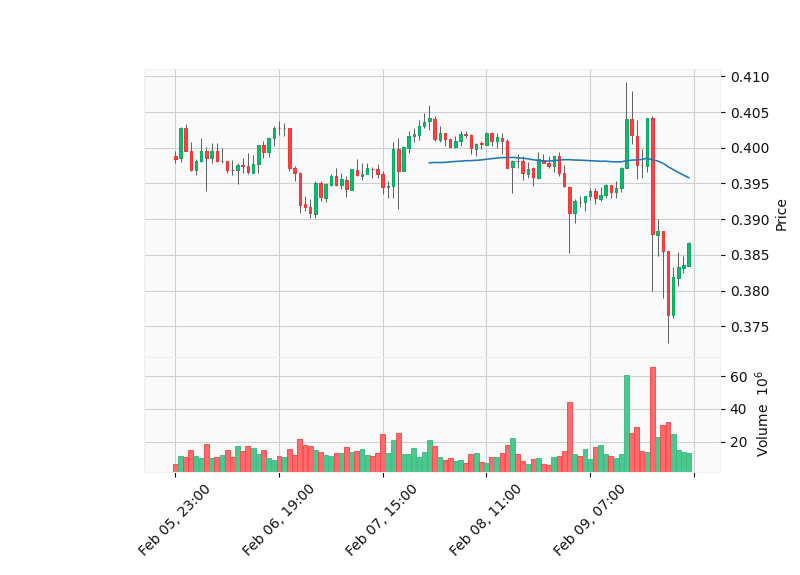 0.410
0.405
0.400
0.395
0.390
0.385
0.380
0.375
Price
60
40
20
Volume 10⁶
Feb 05, 23:00
Feb 06, 19:00
Feb 07, 15:00
Feb 08, 11:00
Feb 09, 07:00